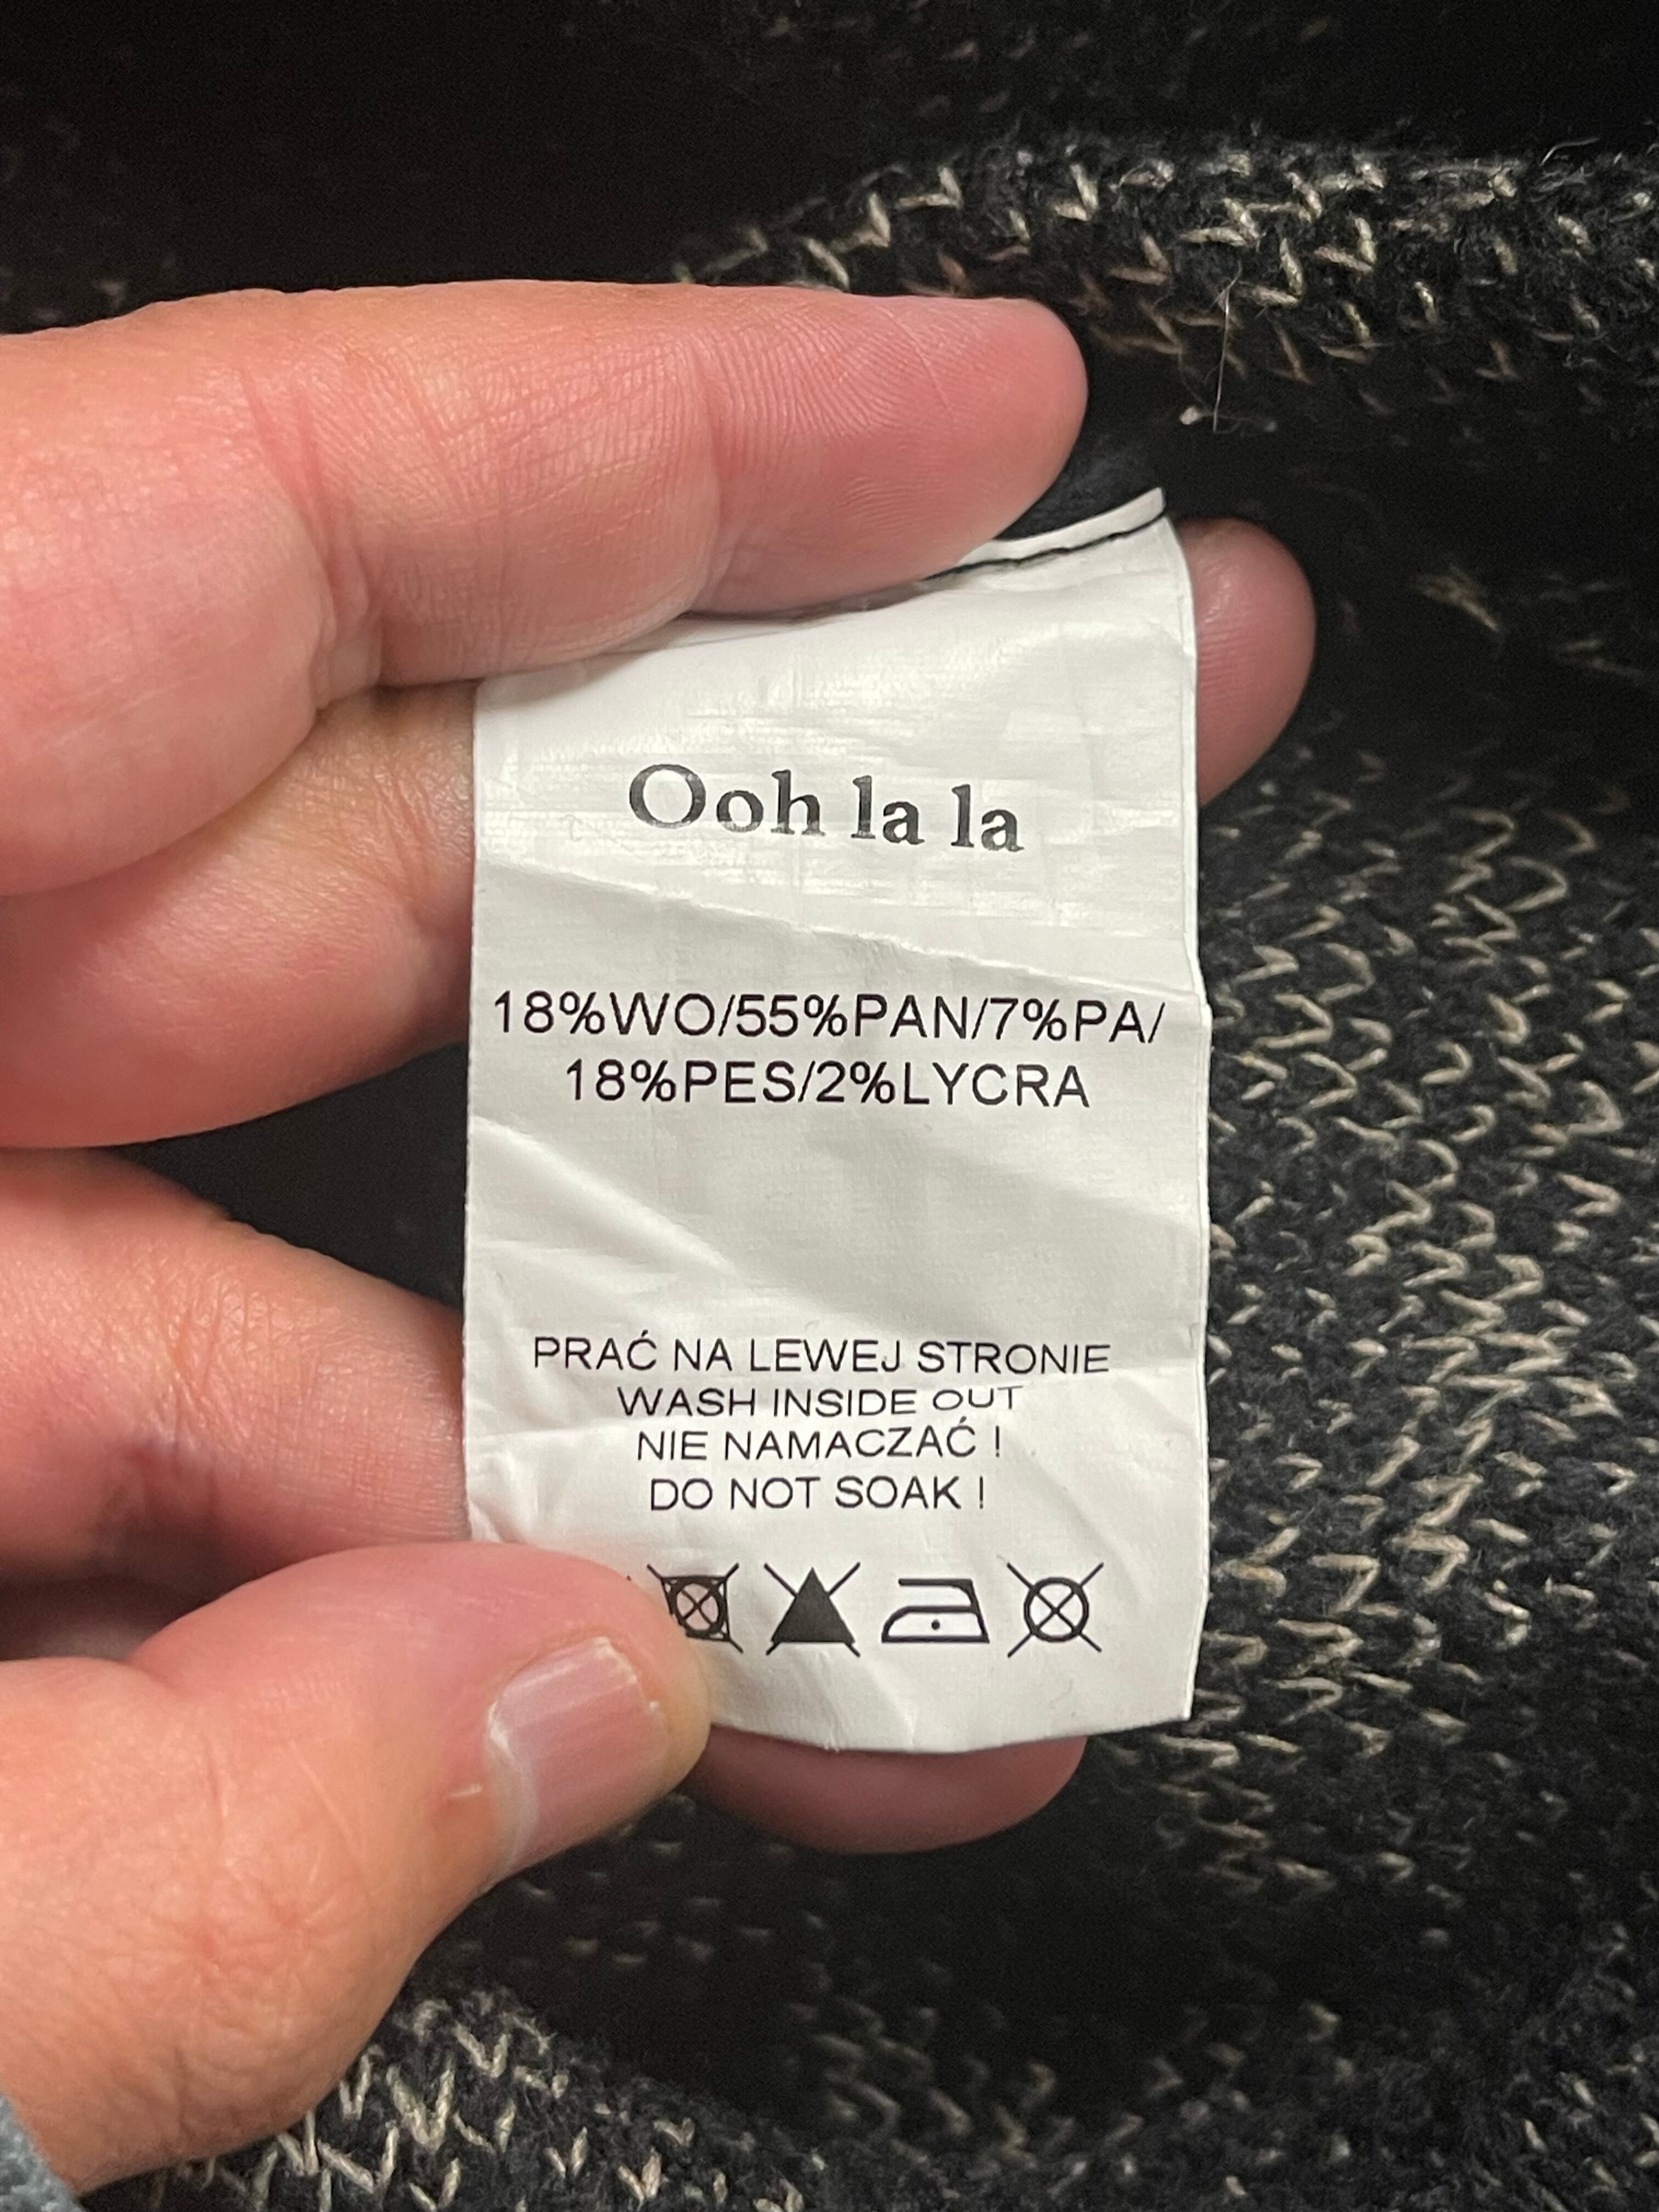 Ooh la la
18%WO/55%PAN/7%PA/
18%PES/2%LYCRA
PRAĆ NA LEWEJ STRONIE
WASH INSIDE OUT
NIE NAMACZAĆ !
DO NOT SOAK !